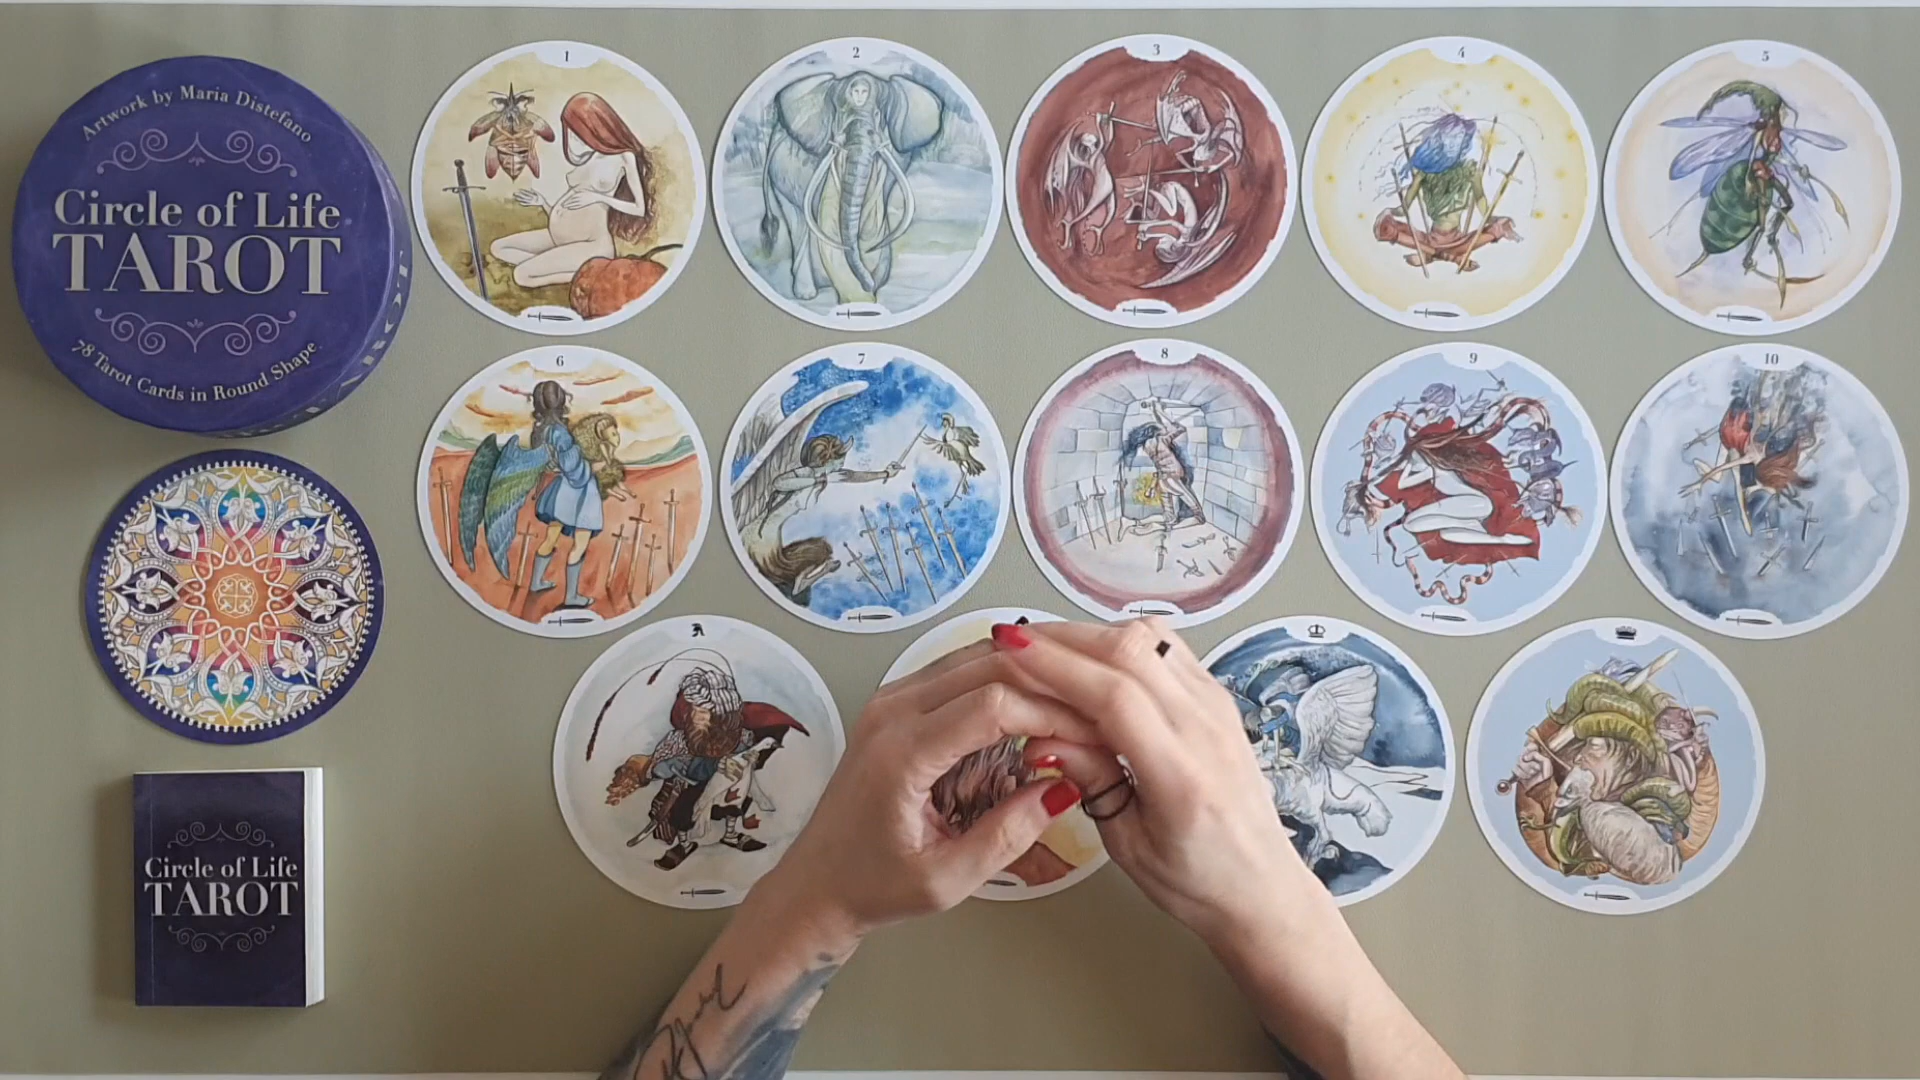 Artwork by Maria Distefano
Circle of Life
TAROT
78 Tarot Cards in Round Shape
TAROT
1
2
3
4
5
6
7
8
9
10
Circle of Life
TAROT